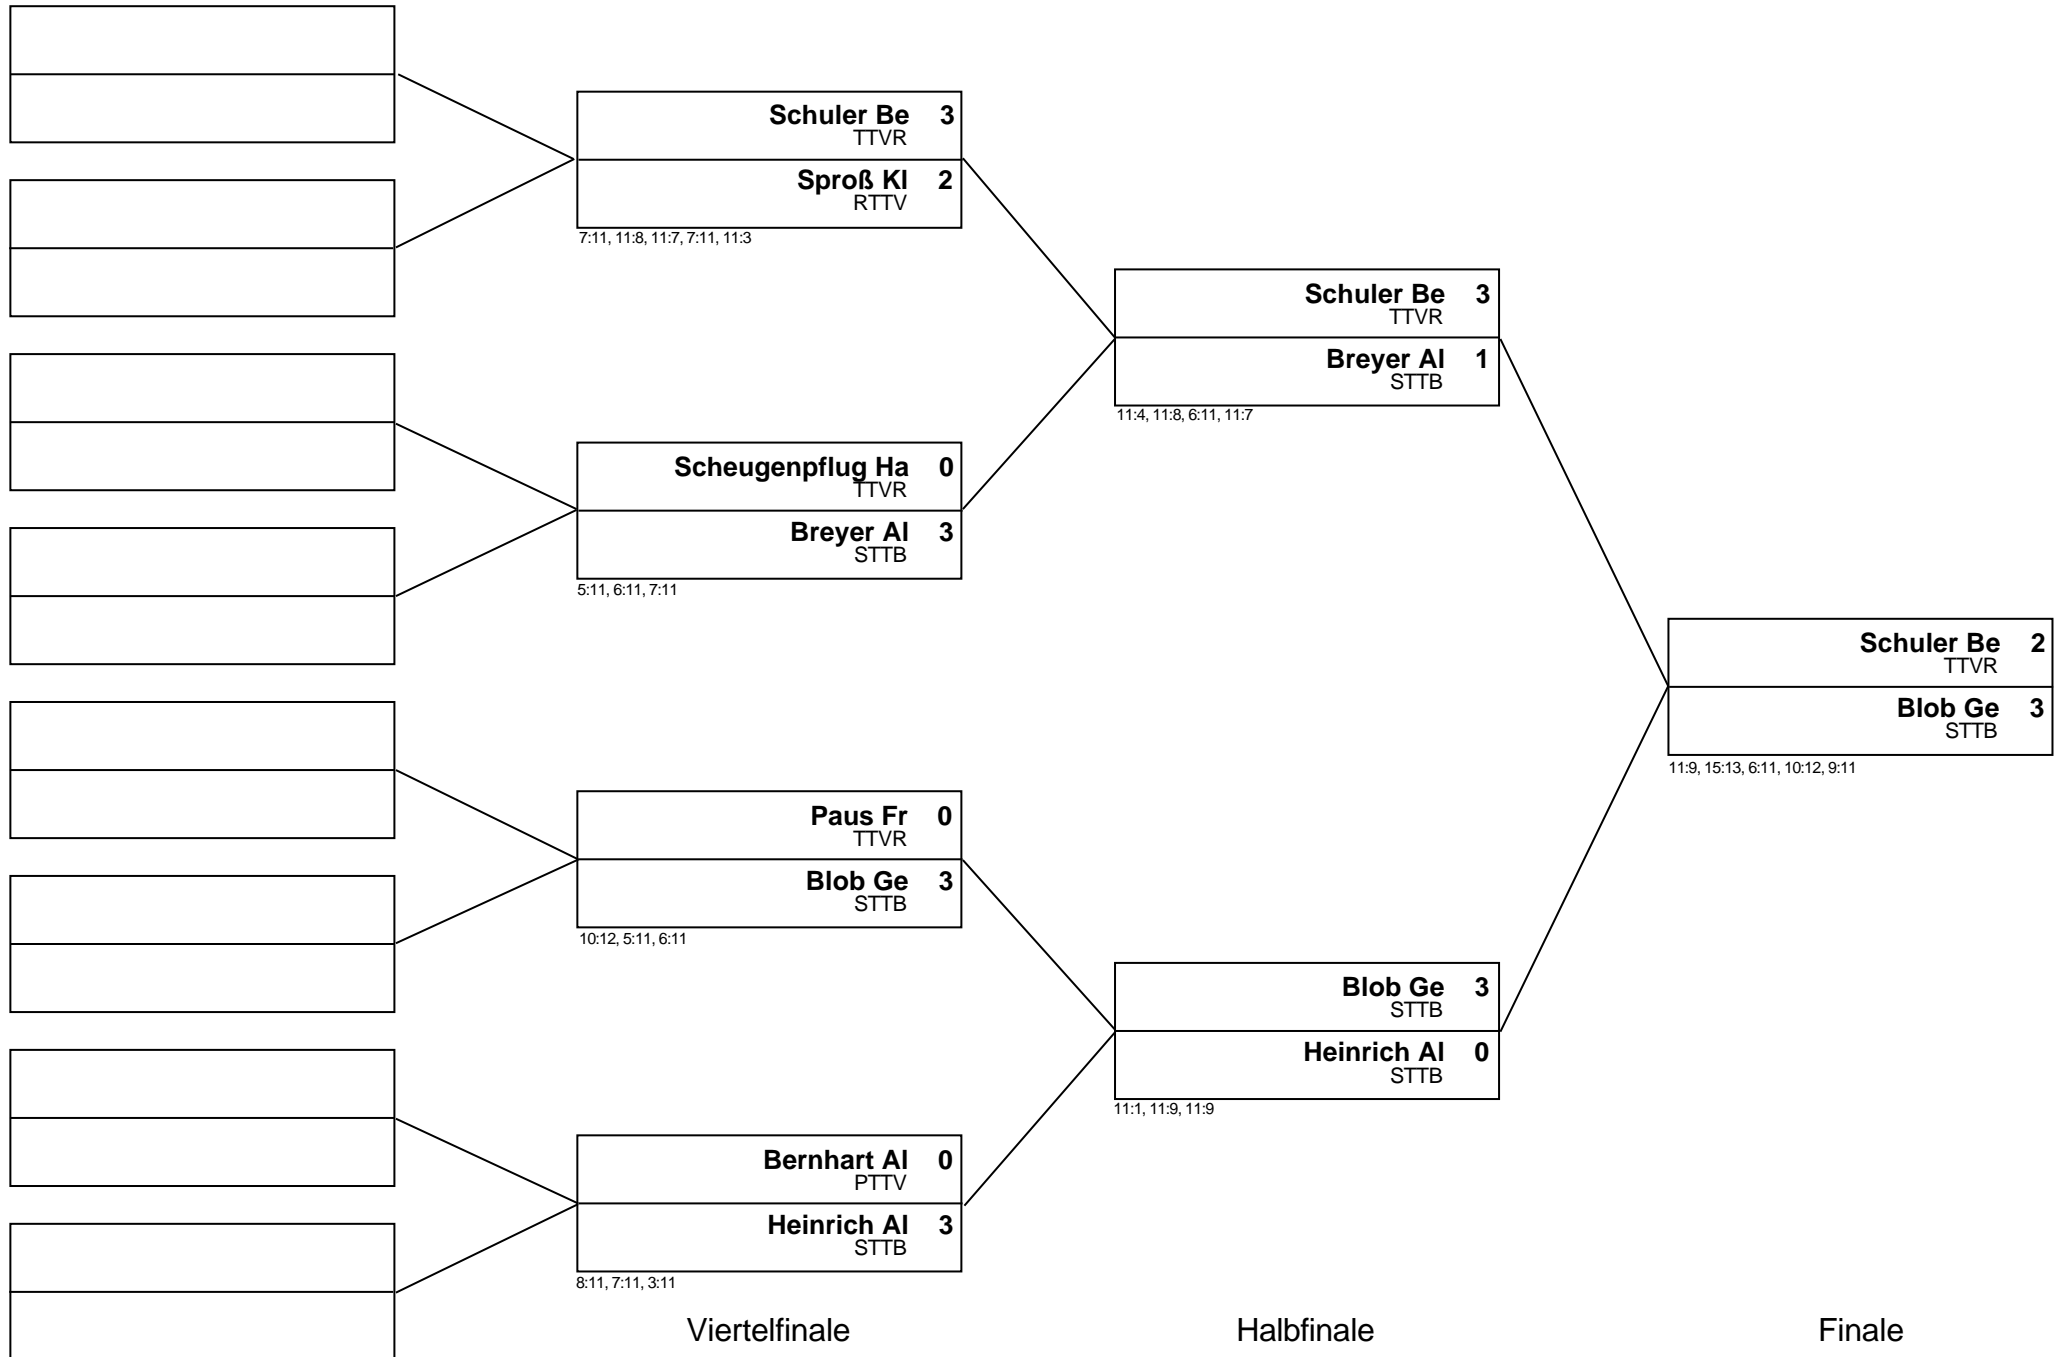 Schuler Be 3
TTVR
Sproß Kl 2
RTTV
7:11, 11:8, 11:7, 7:11, 11:3
Scheugenpflug Ha 0
TTVR
Breyer Al 3
STTB
5:11, 6:11, 7:11
Paus Fr 0
TTVR
Blob Ge 3
STTB
10:12, 5:11, 6:11
Bernhart Al 0
PTTV
Heinrich Al 3
STTB
8:11, 7:11, 3:11
Viertelfinale
Schuler Be 3
TTVR
Breyer Al 1
STTB
11:4, 11:8, 6:11, 11:7
Blob Ge 3
STTB
Heinrich Al 0
STTB
11:1, 11:9, 11:9
Halbfinale
Schuler Be 2
TTVR
Blob Ge 3
STTB
11:9, 15:13, 6:11, 10:12, 9:11
Finale